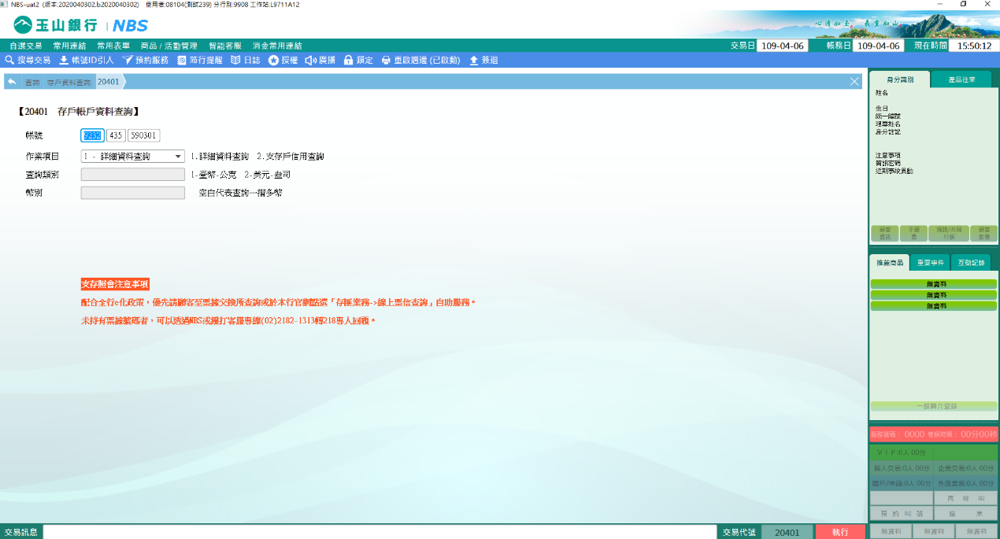 NBS-uat2 (版本:2020040302.b2020040302) 使用者:08104(測試239) 分行別:9908 工作站:L9711A12
玉山銀行 | NBS
心清如玉 義重如山
自選交易 常用連結 常用表單 商品 / 活動管理 智能客服 消金常用連結
交易日 109-04-06 帳務日 109-04-06 現在時間 15:50:12
搜尋交易 帳號ID引入 預約服務 蒞行提醒 日誌 授權 廣播 鎖定 重啟週邊 (已啟動) 簽退
查詢 存戶資料查詢 20401
【20401 存戶帳戶資料查詢】
帳號 9232 435 590301
作業項目 1 - 詳細資料查詢 1.詳細資料查詢 2.支存戶信用查詢
查詢類別 1-臺幣-公克 2-美元-盎司
幣別 空白代表查詢一摺多幣
支存照會注意事項
配合全行e化政策，優先請顧客至票據交換所查詢或於本行官網點選「存匯業務->線上票信查詢」自助服務。
未持有票據號碼者，可以透過NBS或撥打客服專線(02)2182-1313轉218專人回覆。
身分識別 產品往來
姓名
生日
統一編號
理專姓名
身分註記
注意事項
資訊密碼
近期事故異動
顧客資訊 手續費 通路/共同行銷 顧客影像
推薦商品 重要事件 互動記錄
無資料
無資料
無資料
一般轉介登錄
服務號碼： 0000 等候時間： 00分00秒
V I P:0人 00分
個人交易:0人 00分 企業交易:0人 00分
開戶/申請:0人 00分 外匯業務:0人 00分
再 呼 叫
預 約 叫 號 結 束
無資料 無資料 無資料
交易訊息 交易代號 20401 執行